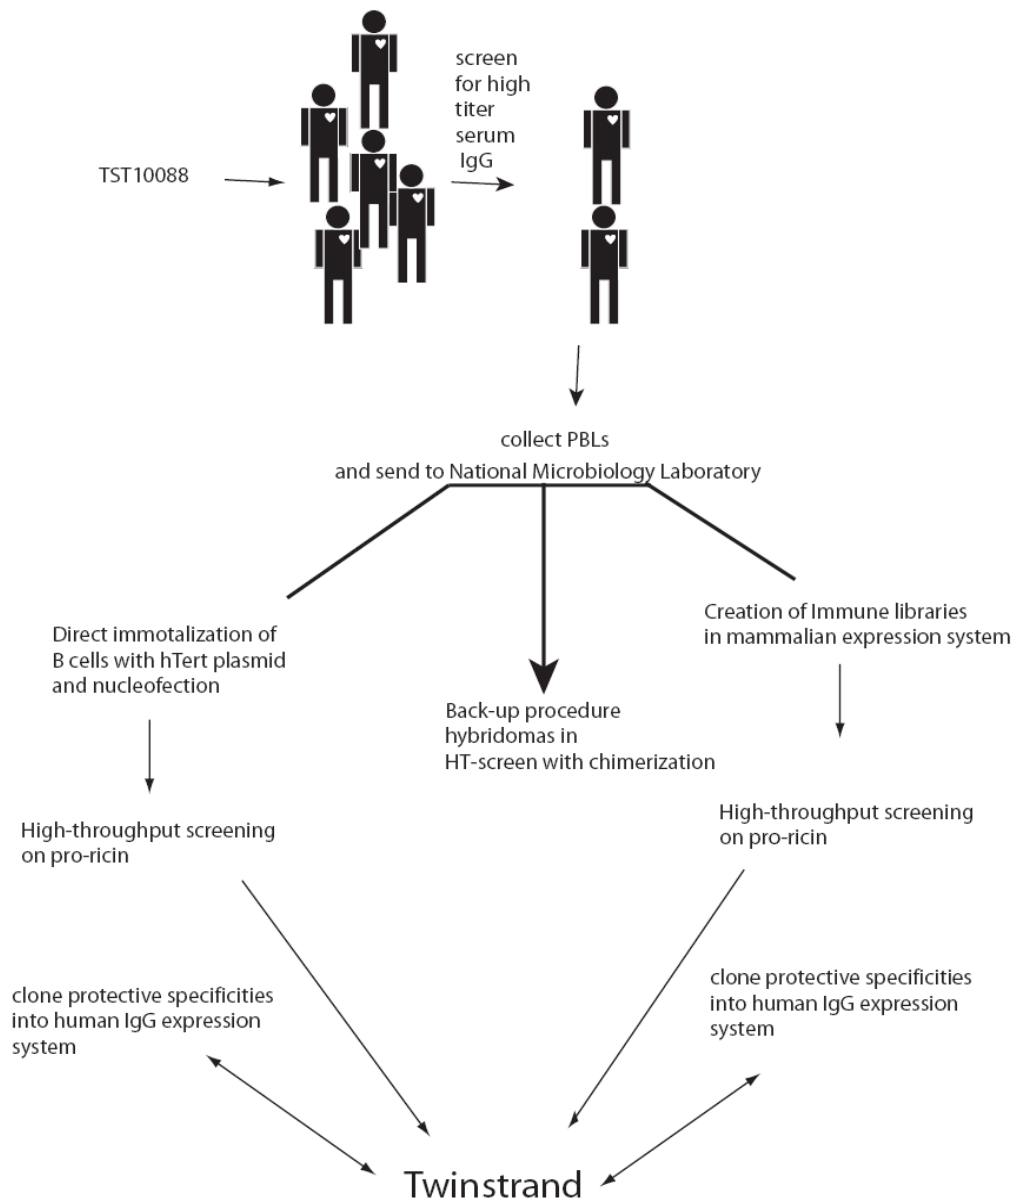 screen
for high
titer
serum
IgG
TST10088
collect PBLs
and send to National Microbiology Laboratory
Direct immotalization of
B cells with hTert plasmid
and nucleofection
Creation of Immune libraries
in mammalian expression system
Back-up procedure
hybridomas in
HT-screen with chimerization
High-throughput screening
on pro-ricin
High-throughput screening
on pro-ricin
clone protective specificities
into human IgG expression
system
clone protective specificities
into human IgG expression
system
Twinstrand